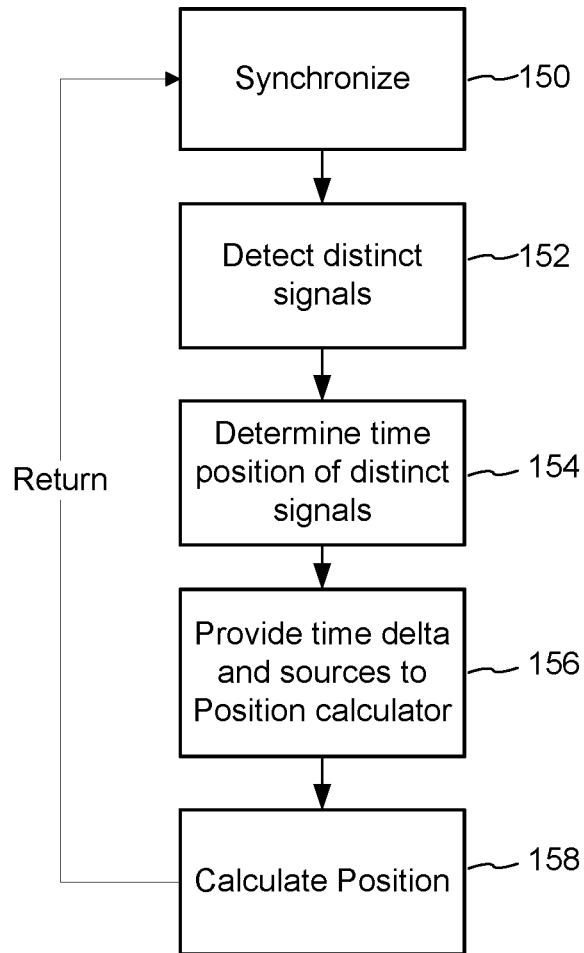 Synchronize
150
Detect distinct
signals
152
Determine time
position of distinct
signals
154
Return
Provide time delta
and sources to
Position calculator
156
Calculate Position
158